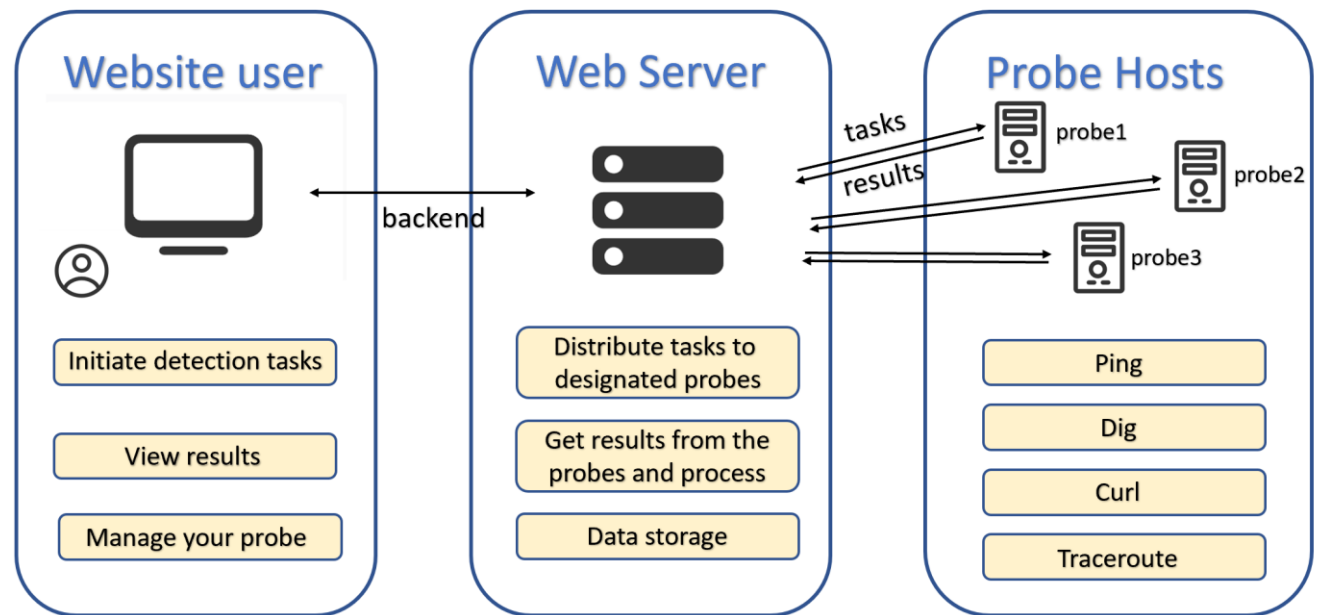 Website user
backend
Initiate detection tasks
View results
Manage your probe
Web Server
tasks
results
Distribute tasks to
designated probes
Get results from the
probes and process
Data storage
Probe Hosts
probe1
probe2
probe3
Ping
Dig
Curl
Traceroute